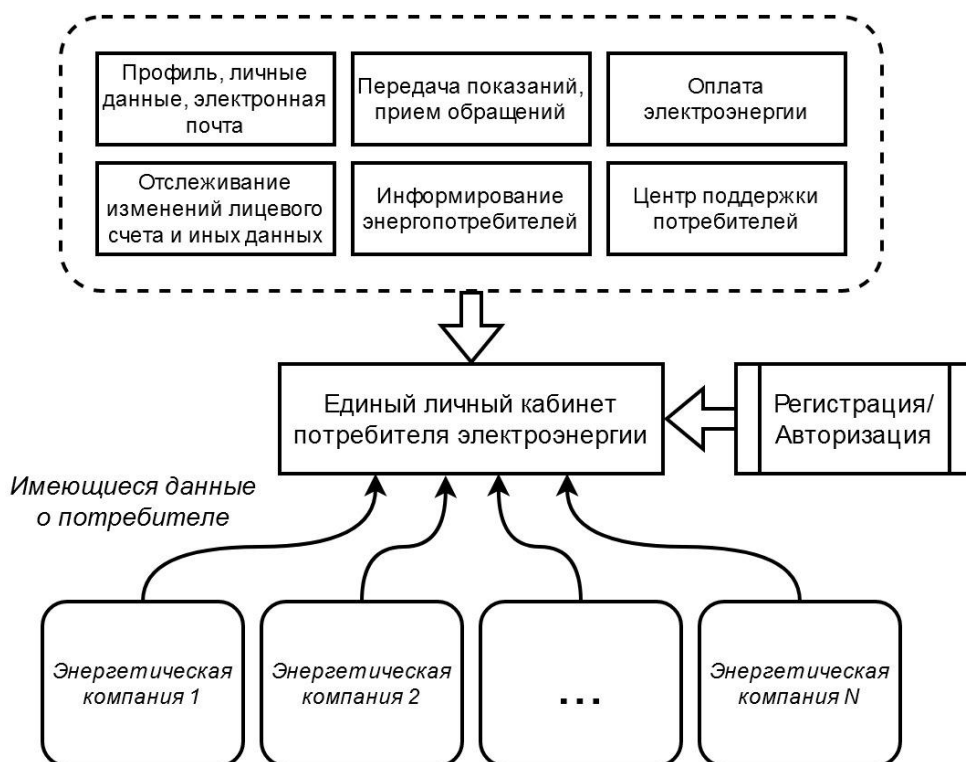 Профиль, личные
данные, электронная
почта
Передача показаний,
прием обращений
Оплата
электроэнергии
Отслеживание
изменений лицевого
счета и иных данных
Информирование
энергопотребителей
Центр поддержки
потребителей
Единый личный кабинет
потребителя электроэнергии
Регистрация/
Авторизация
Имеющиеся данные
о потребителе
Энергетическая
компания 1
Энергетическая
компания 2
...
Энергетическая
компания N